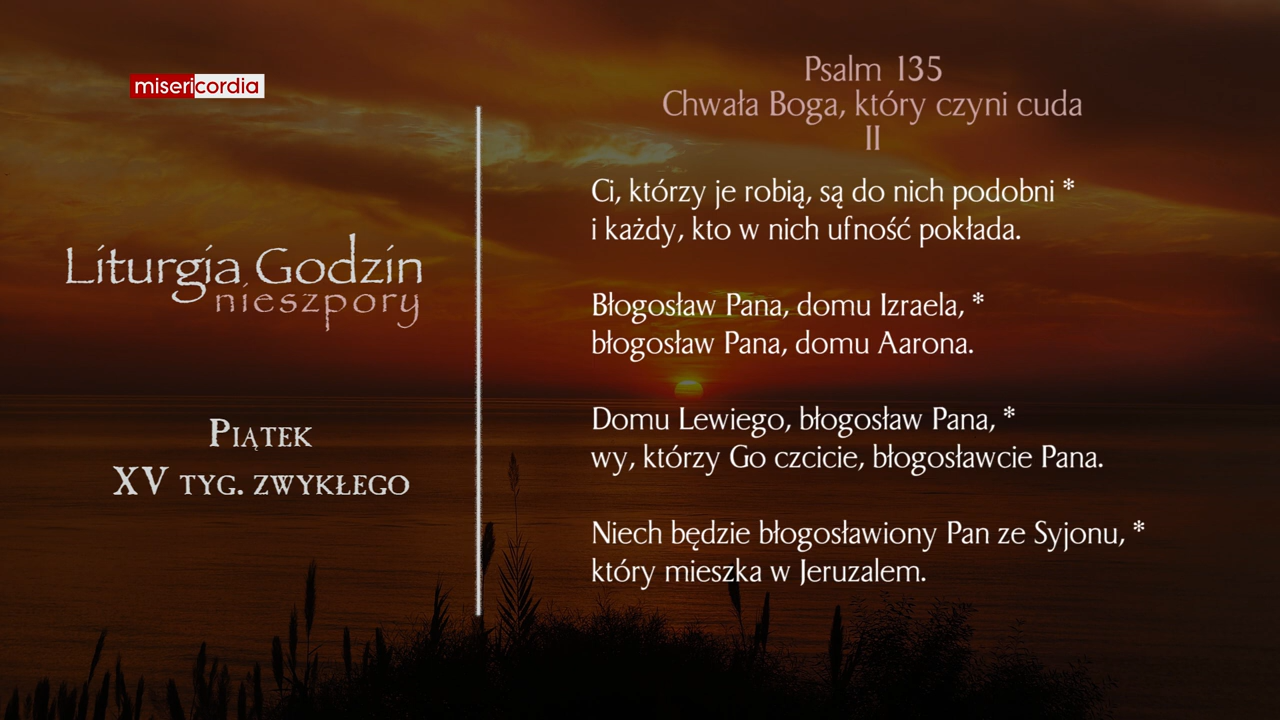 misericordia
Liturgia Godzin
nieszpory
Piątek
XV tyg. zwykłego
Psalm 135
Chwała Boga, który czyni cuda
II
Ci, którzy je robią, są do nich podobni *
i każdy, kto w nich ufność pokłada.
Błogosław Pana, domu Izraela, *
błogosław Pana, domu Aarona.
Domu Lewiego, błogosław Pana, *
wy, którzy Go czcicie, błogosławcie Pana.
Niech będzie błogosławiony Pan ze Syjonu, *
który mieszka w Jeruzalem.